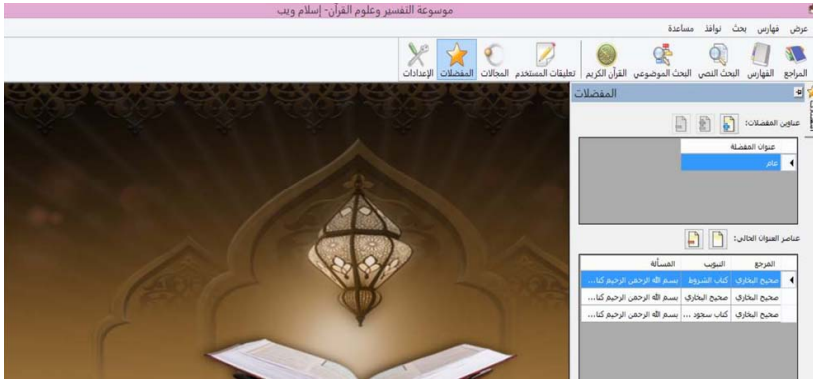 موسوعة التفسير وعلوم القرآن- إسلام ويب
عرض فهارس بحث نوافذ مساعدة
المراجع الفهارس البحث النصي البحث الموضوعي القرآن الكريم تعليقات المستخدم المجالات المفضلات الإعدادات
المفضلات
عناوين المفضلات:
عنوان المفضلة
عام
عناصر العنوان الحالي:
المرجع التبويب المسألة
صحيح البخاري كتاب الشروط بسم الله الرحمن الرحيم كتا...
صحيح البخاري صحيح البخاري بسم الله الرحمن الرحيم كتا...
صحيح البخاري كتاب سجود ... بسم الله الرحمن الرحيم كتا...